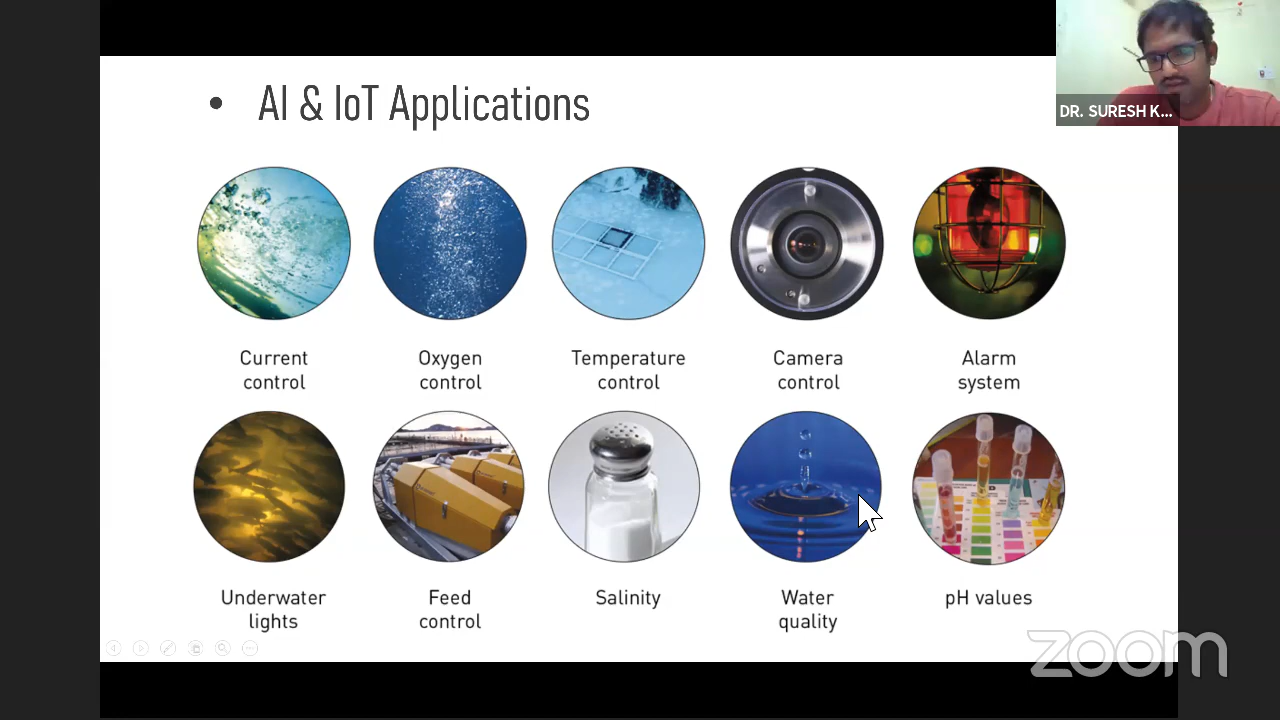 • AI & IoT Applications
DR. SURESH K...
Current
control
Oxygen
control
Temperature
control
Camera
control
Alarm
system
Underwater
lights
Feed
control
Salinity
Water
quality
pH values
zoom